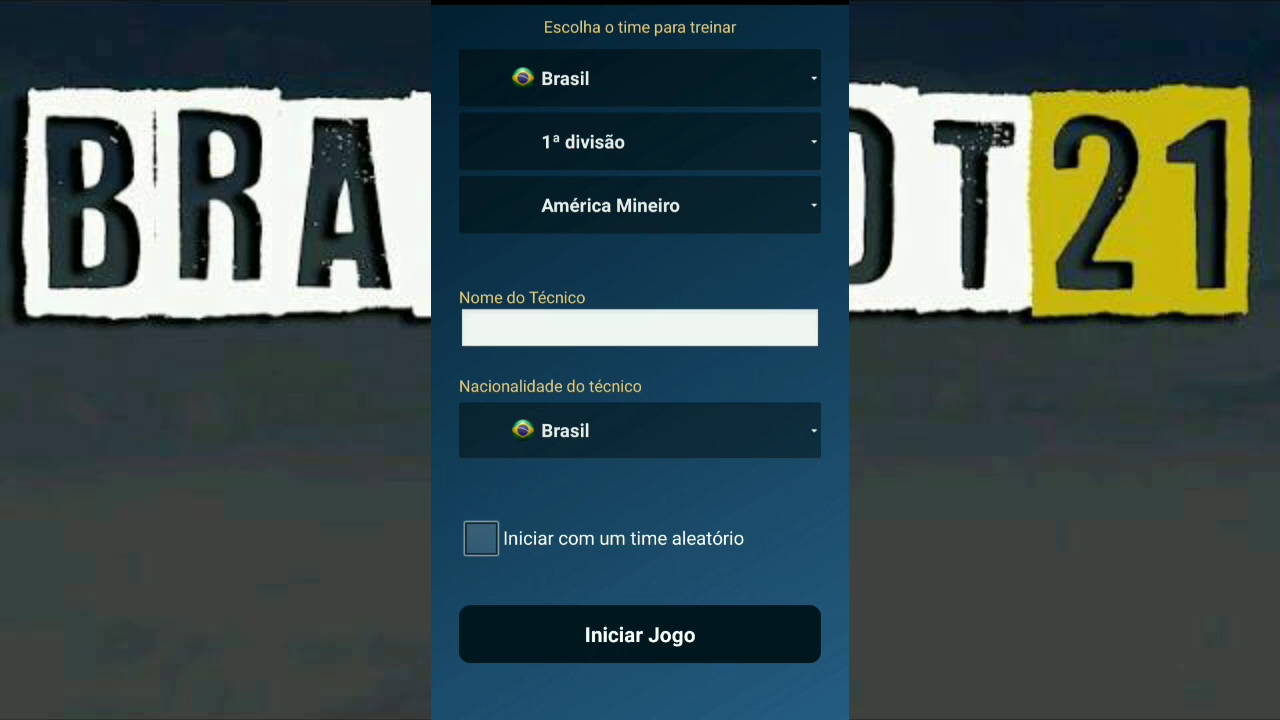 BRA
OT21
Escolha o time para treinar
Brasil
1ª divisão
América Mineiro
Nome do Técnico
Nacionalidade do técnico
Brasil
Iniciar com um time aleatório
Iniciar Jogo